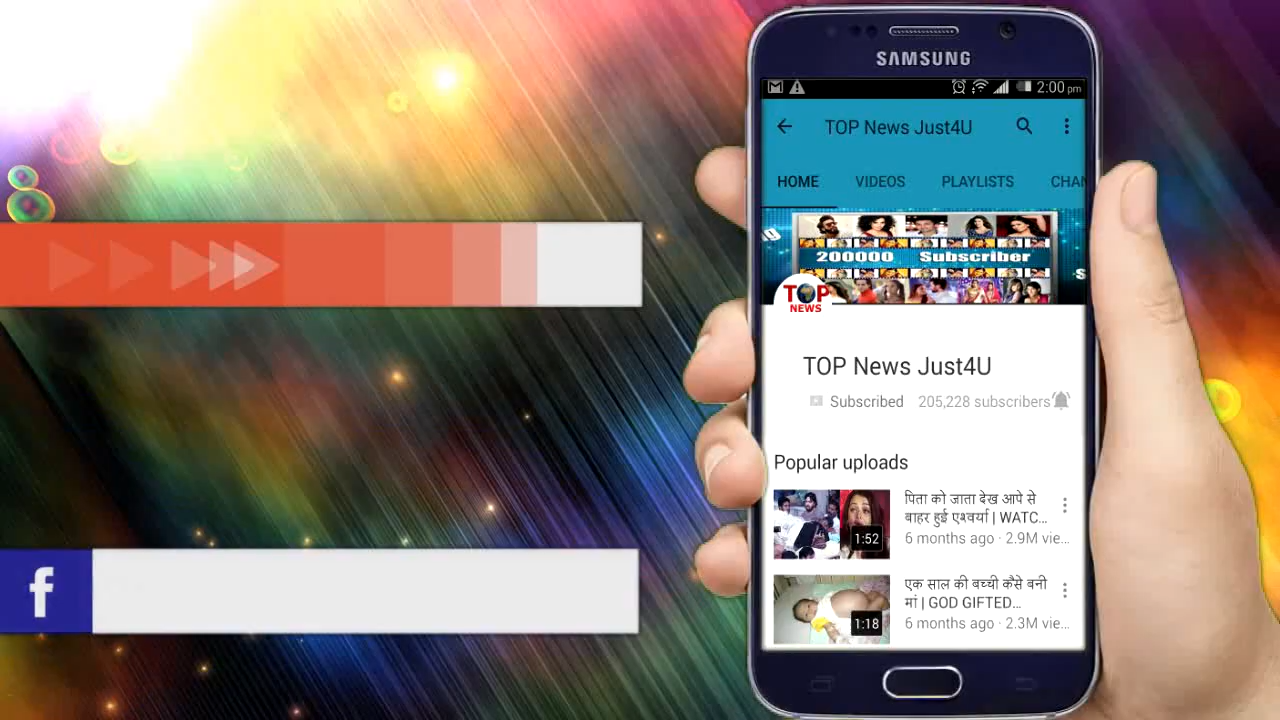 SAMSUNG
2:00 pm
TOP News Just4U
HOME VIDEOS PLAYLISTS CHAN
200000 Subscriber
S
TOP
NEWS
TOP News Just4U
Subscribed 205,228 subscribers
Popular uploads
पिता को जाता देख आपे से
बाहर हुई एश्वर्या | WATC...
1:52
6 months ago · 2.9M vie...
एक साल की बच्ची कैसे बनी
मां | GOD GIFTED...
1:18
6 months ago · 2.3M vie...
f